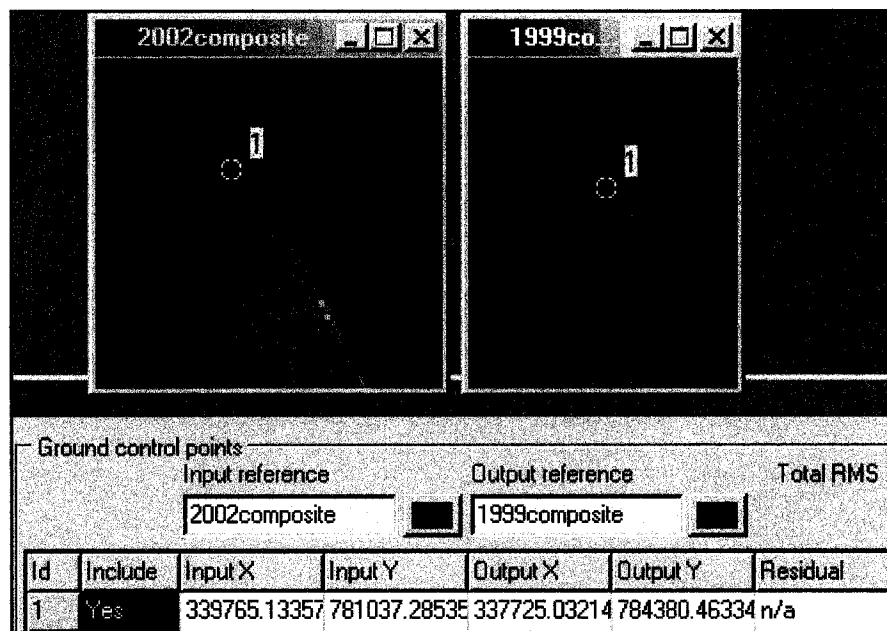 2002composite
1999co...
1
1
Ground control points
Input reference
Output reference
Total RMS
2002composite
1999composite
Id Include Input X Input Y Output X Output Y Residual
1 Yes 339765.13357 781037.28535 337725.03214 784380.46334 n/a